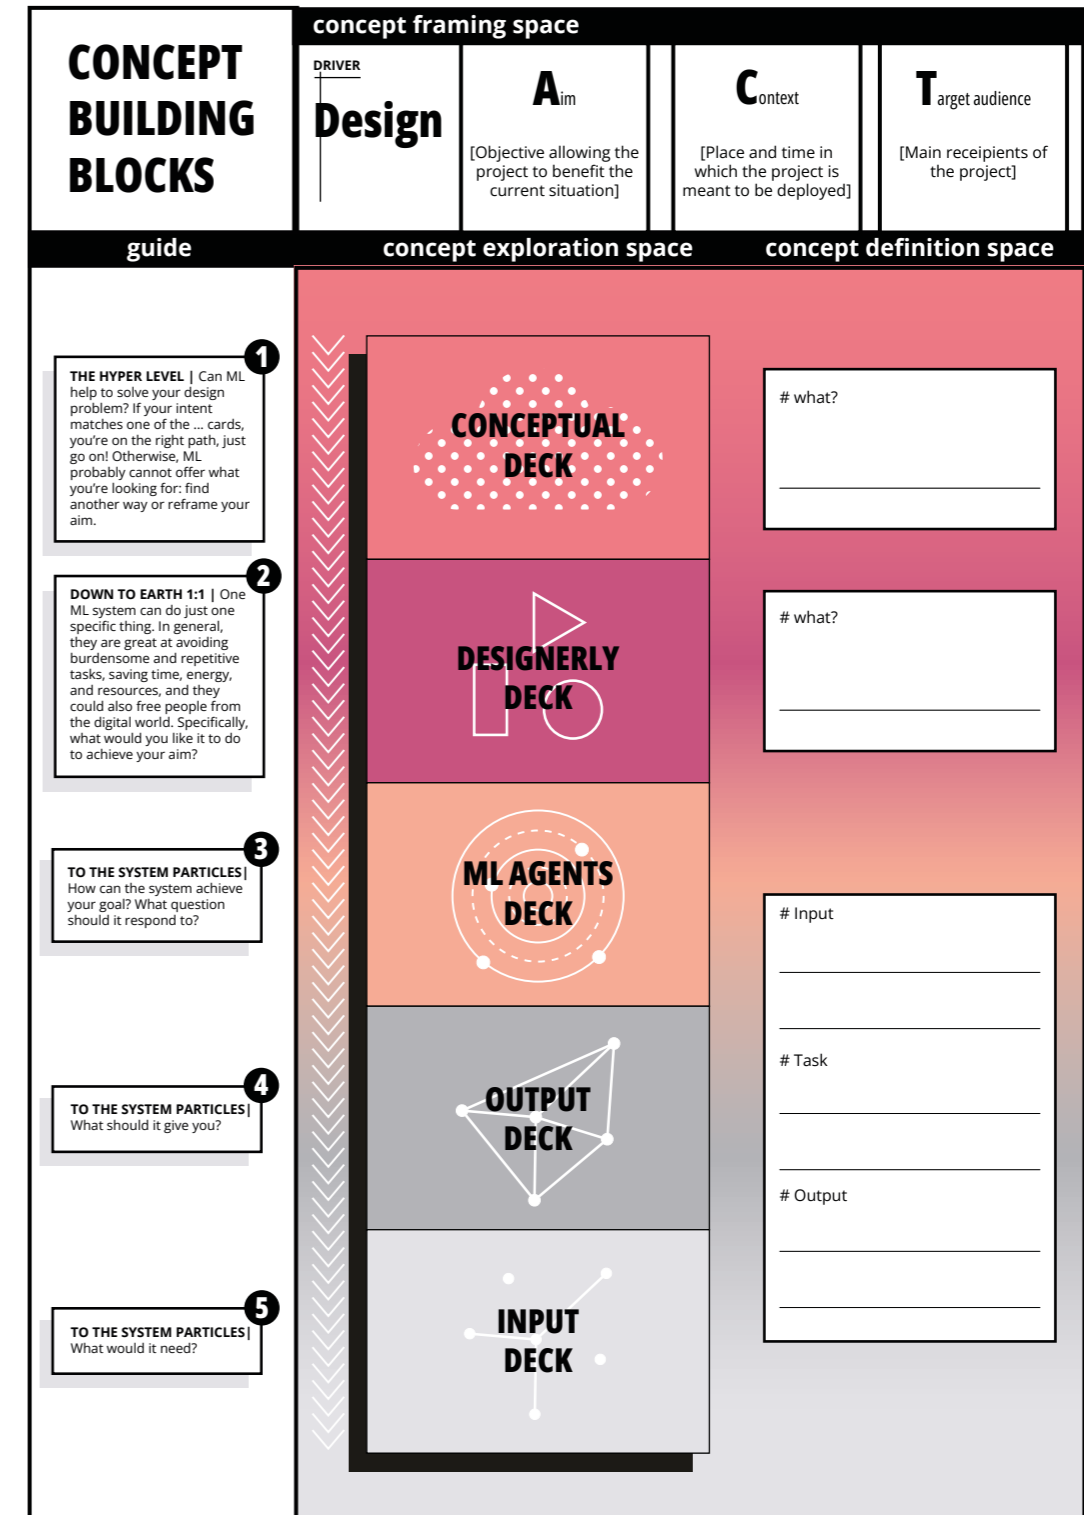 CONCEPT
BUILDING
BLOCKS
concept framing space
DRIVER
Design
Aim
[Objective allowing the
project to benefit the
current situation]
Context
[Place and time in
which the project is
meant to be deployed]
Target audience
[Main receipients of
the project]
guide
concept exploration space
concept definition space
1
THE HYPER LEVEL | Can ML
help to solve your design
problem? If your intent
matches one of the ... cards,
you're on the right path, just
go on! Otherwise, ML
probably cannot offer what
you're looking for: find
another way or reframe your
aim.
CONCEPTUAL
DECK
# what?
2
DOWN TO EARTH 1:1 | One
ML system can do just one
specific thing. In general,
they are great at avoiding
burdensome and repetitive
tasks, saving time, energy,
and resources, and they
could also free people from
the digital world. Specifically,
what would you like it to do
to achieve your aim?
DESIGNERLY
DECK
# what?
3
TO THE SYSTEM PARTICLES|
How can the system achieve
your goal? What question
should it respond to?
ML AGENTS
DECK
# Input
# Task
# Output
4
TO THE SYSTEM PARTICLES|
What should it give you?
OUTPUT
DECK
5
TO THE SYSTEM PARTICLES|
What would it need?
INPUT
DECK